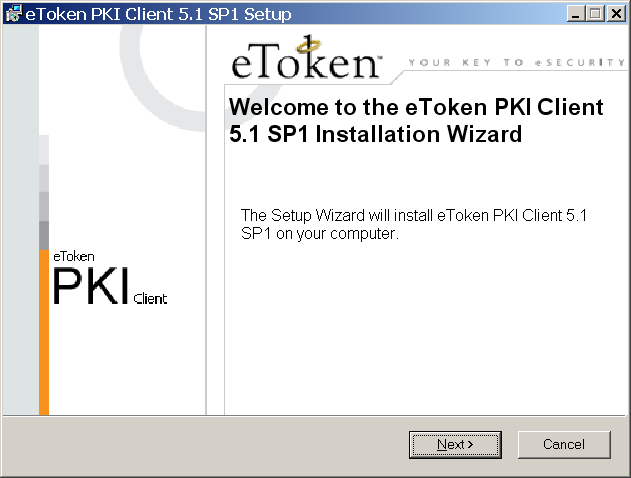 eToken PKI Client 5.1 SP1 Setup
eToken™
YOUR KEY TO eSECURITY
Welcome to the eToken PKI Client
5.1 SP1 Installation Wizard
The Setup Wizard will install eToken PKI Client 5.1
SP1 on your computer.
eToken
PKI Client
Next >
Cancel